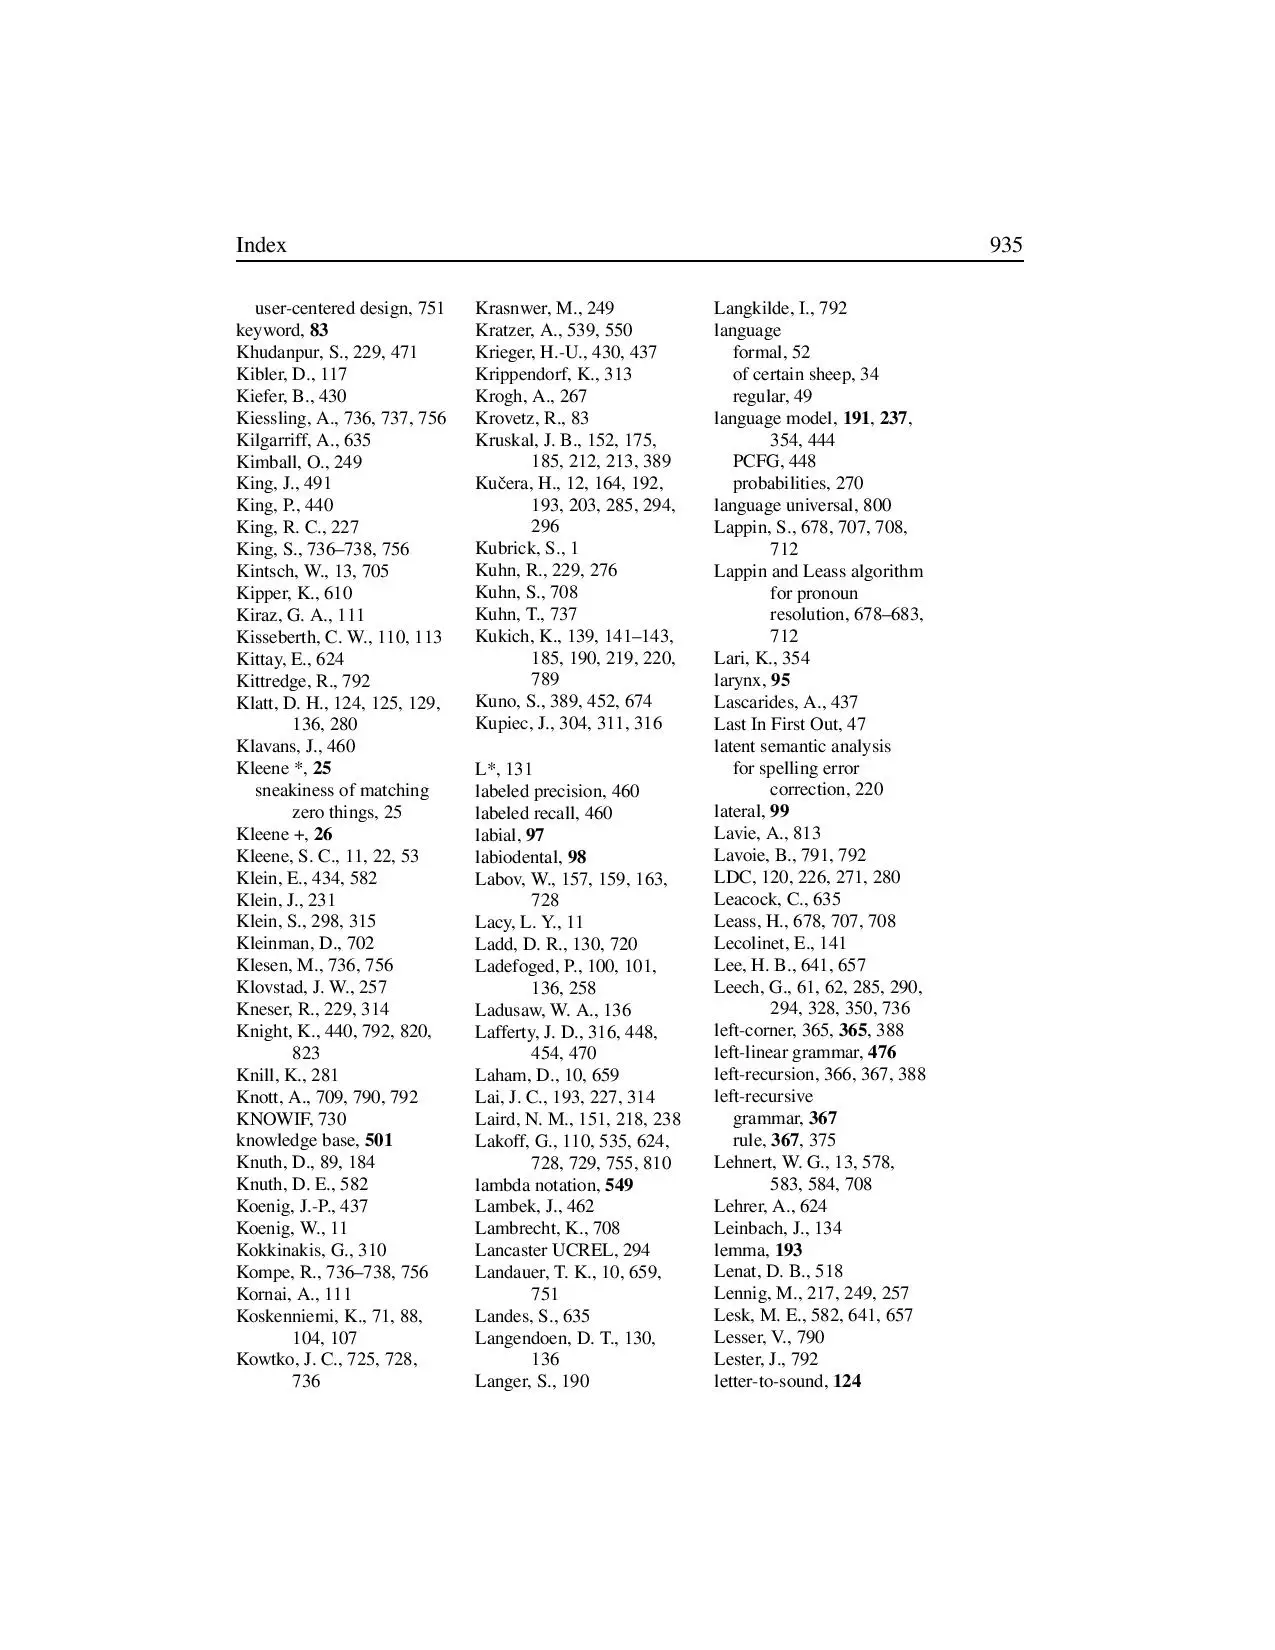 Index 935
user-centered design, 751
keyword, 83
Khudanpur, S., 229, 471
Kibler, D., 117
Kiefer, B., 430
Kiessling, A., 736, 737, 756
Kilgarriff, A., 635
Kimball, O., 249
King, J., 491
King, P., 440
King, R. C., 227
King, S., 736–738, 756
Kintsch, W., 13, 705
Kipper, K., 610
Kiraz, G. A., 111
Kisseberth, C. W., 110, 113
Kittay, E., 624
Kittredge, R., 792
Klatt, D. H., 124, 125, 129,
136, 280
Klavans, J., 460
Kleene *, 25
sneakiness of matching
zero things, 25
Kleene +, 26
Kleene, S. C., 11, 22, 53
Klein, E., 434, 582
Klein, J., 231
Klein, S., 298, 315
Kleinman, D., 702
Klesen, M., 736, 756
Klovstad, J. W., 257
Kneser, R., 229, 314
Knight, K., 440, 792, 820,
823
Knill, K., 281
Knott, A., 709, 790, 792
KNOWIF, 730
knowledge base, 501
Knuth, D., 89, 184
Knuth, D. E., 582
Koenig, J.-P., 437
Koenig, W., 11
Kokkinakis, G., 310
Kompe, R., 736–738, 756
Kornai, A., 111
Koskenniemi, K., 71, 88,
104, 107
Kowtko, J. C., 725, 728,
736
Krasnwer, M., 249
Kratzer, A., 539, 550
Krieger, H.-U., 430, 437
Krippendorf, K., 313
Krogh, A., 267
Krovetz, R., 83
Kruskal, J. B., 152, 175,
185, 212, 213, 389
Kučera, H., 12, 164, 192,
193, 203, 285, 294,
296
Kubrick, S., 1
Kuhn, R., 229, 276
Kuhn, S., 708
Kuhn, T., 737
Kukich, K., 139, 141–143,
185, 190, 219, 220,
789
Kuno, S., 389, 452, 674
Kupiec, J., 304, 311, 316
L*, 131
labeled precision, 460
labeled recall, 460
labial, 97
labiodental, 98
Labov, W., 157, 159, 163,
728
Lacy, L. Y., 11
Ladd, D. R., 130, 720
Ladefoged, P., 100, 101,
136, 258
Ladusaw, W. A., 136
Lafferty, J. D., 316, 448,
454, 470
Laham, D., 10, 659
Lai, J. C., 193, 227, 314
Laird, N. M., 151, 218, 238
Lakoff, G., 110, 535, 624,
728, 729, 755, 810
lambda notation, 549
Lambek, J., 462
Lambrecht, K., 708
Lancaster UCREL, 294
Landauer, T. K., 10, 659,
751
Landes, S., 635
Langendoen, D. T., 130,
136
Langer, S., 190
Langkilde, I., 792
language
formal, 52
of certain sheep, 34
regular, 49
language model, 191, 237,
354, 444
PCFG, 448
probabilities, 270
language universal, 800
Lappin, S., 678, 707, 708,
712
Lappin and Leass algorithm
for pronoun
resolution, 678–683,
712
Lari, K., 354
larynx, 95
Lascarides, A., 437
Last In First Out, 47
latent semantic analysis
for spelling error
correction, 220
lateral, 99
Lavie, A., 813
Lavoie, B., 791, 792
LDC, 120, 226, 271, 280
Leacock, C., 635
Leass, H., 678, 707, 708
Lecolinet, E., 141
Lee, H. B., 641, 657
Leech, G., 61, 62, 285, 290,
294, 328, 350, 736
left-corner, 365, 365, 388
left-linear grammar, 476
left-recursion, 366, 367, 388
left-recursive
grammar, 367
rule, 367, 375
Lehnert, W. G., 13, 578,
583, 584, 708
Lehrer, A., 624
Leinbach, J., 134
lemma, 193
Lenat, D. B., 518
Lennig, M., 217, 249, 257
Lesk, M. E., 582, 641, 657
Lesser, V., 790
Lester, J., 792
letter-to-sound, 124